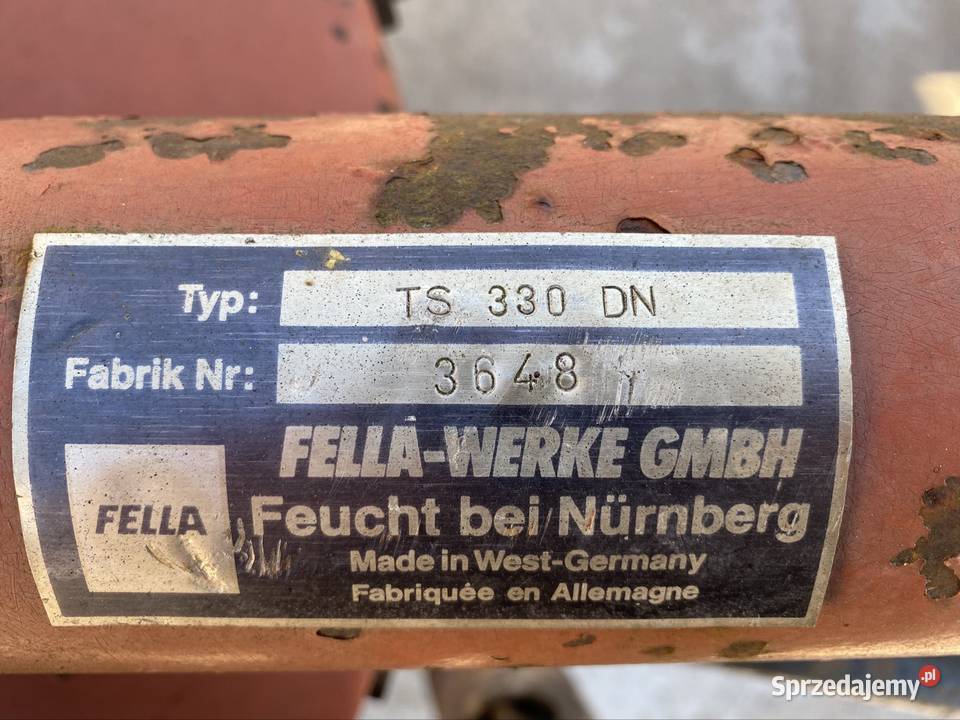 Typ: TS 330 DN
Fabrik Nr: 3648
FELLA-WERKE GMBH
FELLA
Feucht bei Nürnberg
Made in West-Germany
Fabriquée en Allemagne
Sprzedajemy.pl